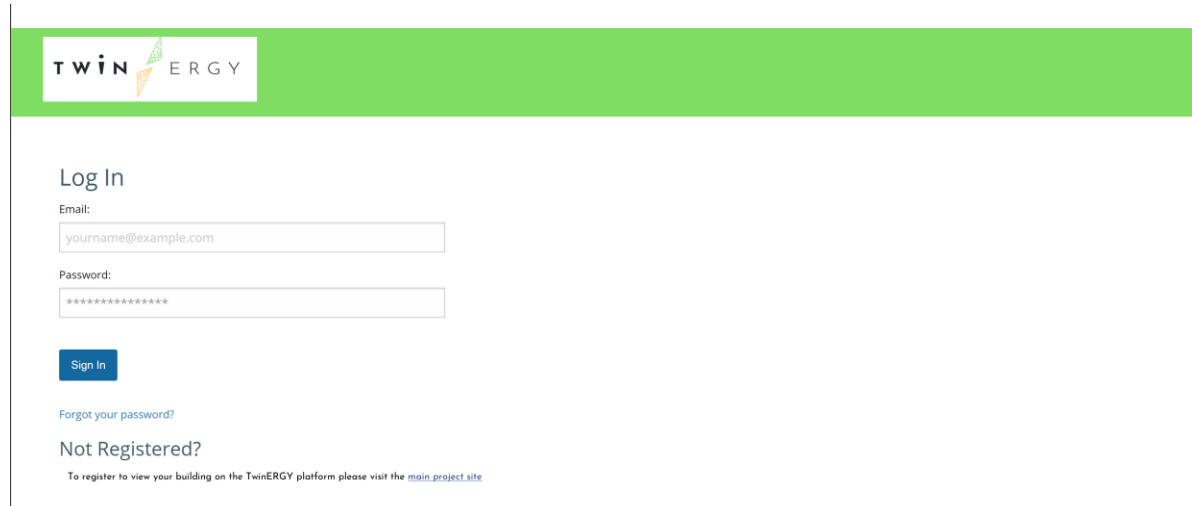 TWiN ERGY
Log In
Email:
yourname@example.com
Password:
***************
Sign In
Forgot your password?
Not Registered?
To register to view your building on the TwinERGY platform please visit the main project site